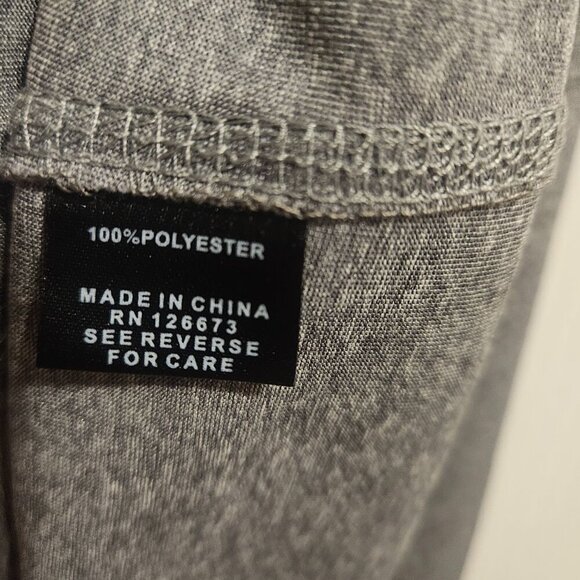 100%POLYESTER
MADE IN CHINA
RN 126673
SEE REVERSE
FOR CARE